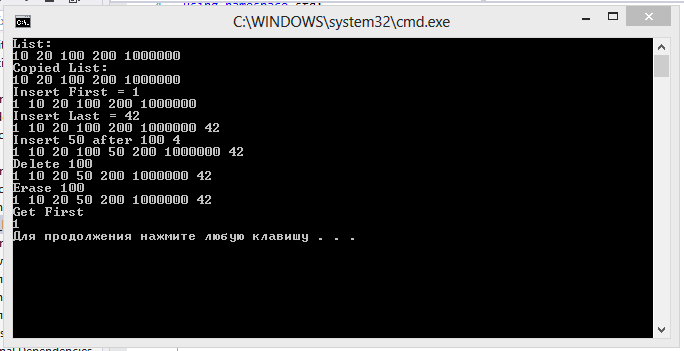 using namespace std;
C:\WINDOWS\system32\cmd.exe
List:
10 20 100 200 1000000
Copied List:
10 20 100 200 1000000
Insert First = 1
1 10 20 100 200 1000000
Insert Last = 42
1 10 20 100 200 1000000 42
Insert 50 after 100 4
1 10 20 100 50 200 1000000 42
Delete 100
1 10 20 50 200 1000000 42
Erase 100
1 10 20 50 200 1000000 42
Get First
1
Для продолжения нажмите любую клавишу . . .